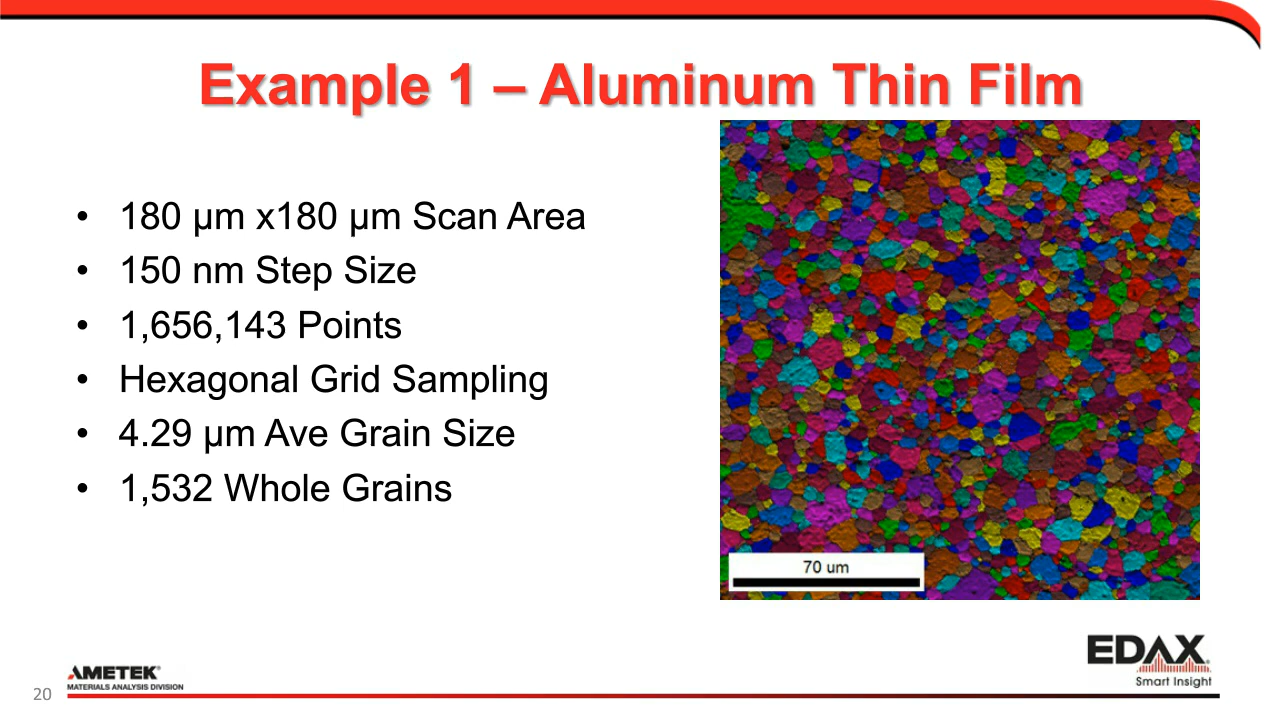 Example 1 – Aluminum Thin Film
• 180 µm x180 µm Scan Area
• 150 nm Step Size
• 1,656,143 Points
• Hexagonal Grid Sampling
• 4.29 µm Ave Grain Size
• 1,532 Whole Grains
70 um
20
AMETEK®
MATERIALS ANALYSIS DIVISION
EDAX
Smart Insight